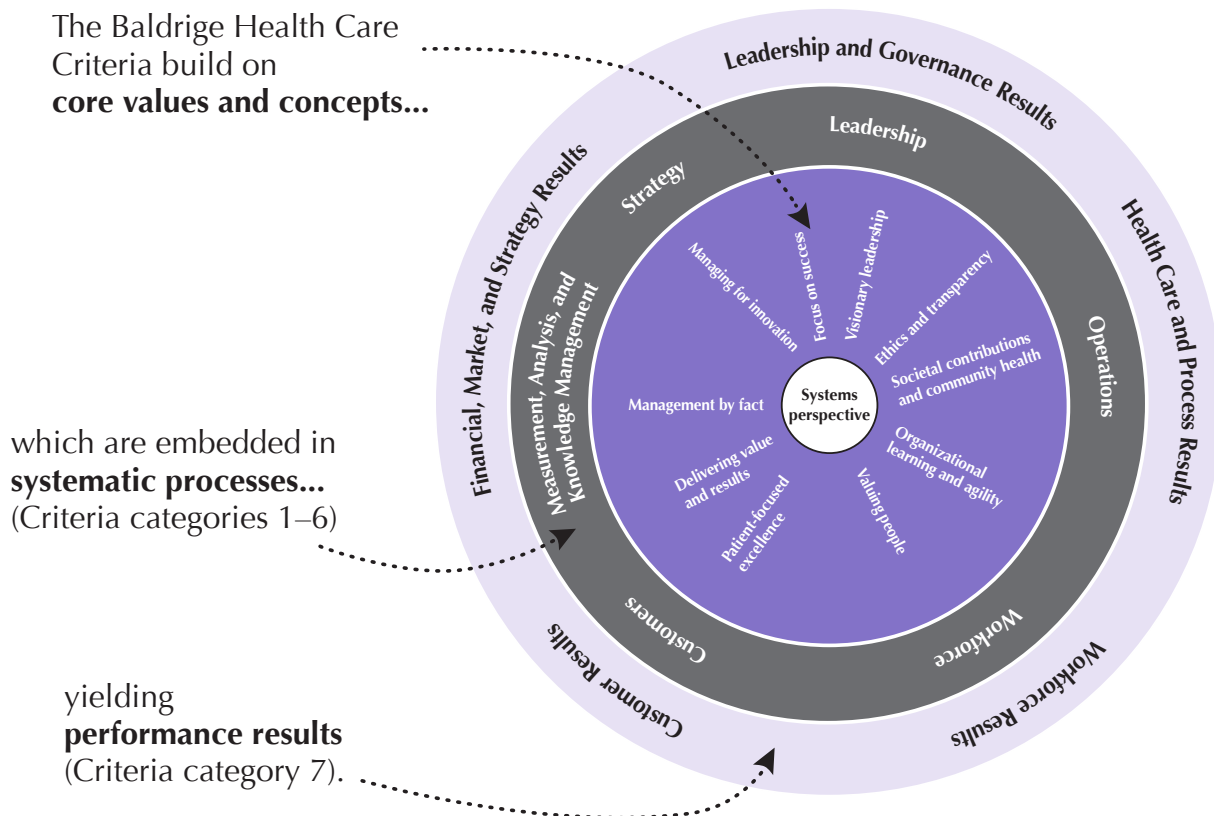 The Baldrige Health Care
Criteria build on
core values and concepts...
which are embedded in
systematic processes...
(Criteria categories 1–6)
yielding
performance results
(Criteria category 7).
Leadership and Governance Results
Health Care and Process Results
Workforce Results
Customer Results
Financial, Market, and Strategy Results
Leadership
Operations
Workforce
Customers
Measurement, Analysis, and
Knowledge Management
Strategy
Focus on success
Visionary leadership
Ethics and transparency
Societal contributions
and community health
Organizational
learning and agility
Valuing people
Patient-focused
excellence
Delivering value
and results
Management by fact
Managing for innovation
Systems
perspective